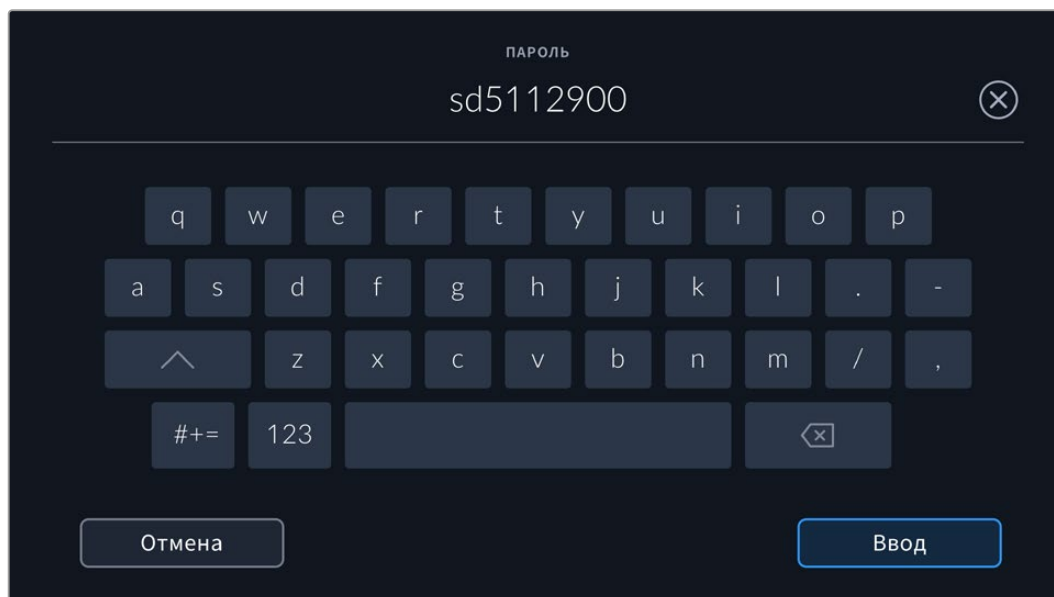 ПАРОЛЬ
sd5112900
q w e r t y u i o p
a s d f g h j k l . -
z x c v b n m / ,
#+= 123
Отмена Ввод